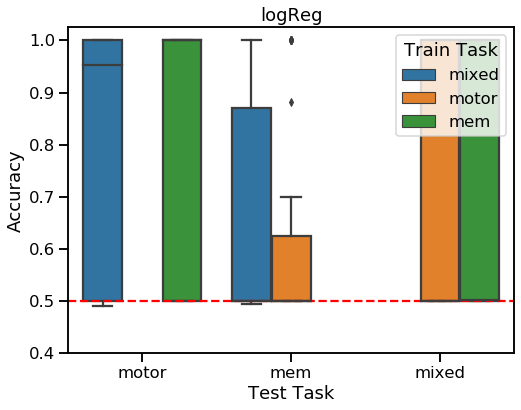 logReg
Accuracy
1.0
0.9
0.8
0.7
0.6
0.5
0.4
Train Task
mixed
motor
mem
motor
mem
mixed
Test Task